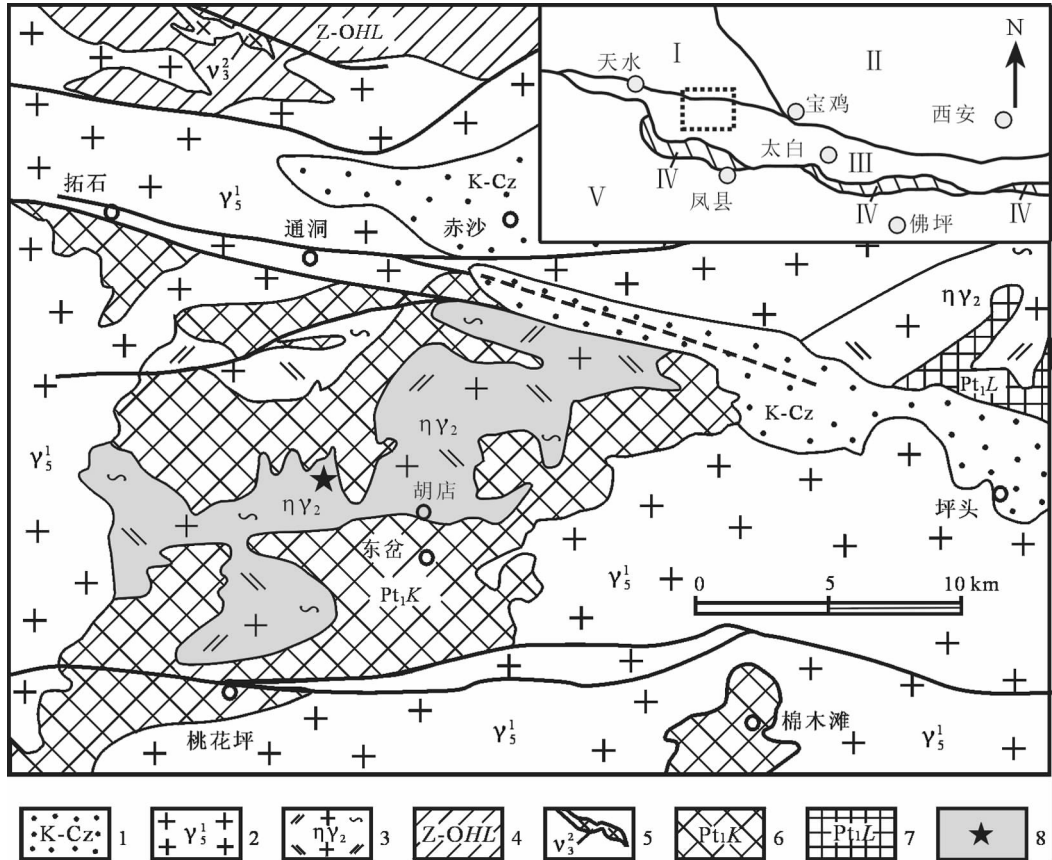 Z-OHL
ν₃²
N
天水
I
II
宝鸡
西安
太白
III
IV
V
凤县
IV
IV
佛坪
K-Cz
赤沙
拓石
γ₅¹
通洞
ηγ₂
Pt₁L
K-Cz
ηγ₂
γ₅¹
ηγ₂
胡店
坪头
东岔
Pt₁K
γ₅¹
0 5 10 km
桃花坪
γ₅¹
棉木滩
γ₅¹
K-Cz 1 γ₅¹ 2 ηγ₂ 3 Z-OHL 4 ν₃² 5 Pt₁K 6 Pt₁L 7 8